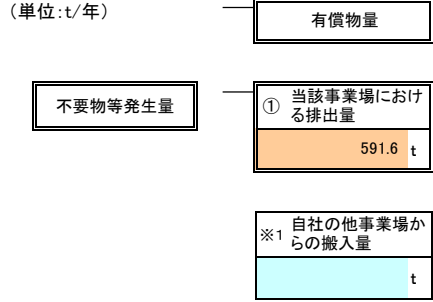 （単位:t/年）
有償物量
不要物等発生量
① 当該事業場におけ
る排出量
591.6 t
※1 自社の他事業場か
らの搬入量
t